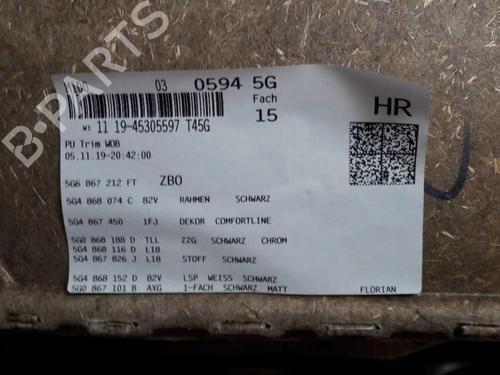 03 0594 5G
Fach
15
HR
WI 11 19-45305597 T45G
PU Trim WOB
05.11.19-20:42:00
5G6 867 212 FT ZBO
5G4 868 074 C 82V RAHMEN SCHWARZ
5G4 867 450 1FJ DEKOR COMFORTLINE
5G0 868 188 D TLL ZZG SCHWARZ CHROM
5G4 868 116 D LIB
5G4 867 826 J LIB STOFF SCHWARZ
5G4 868 152 D 82V LSP WEISS SCHWARZ
5G0 867 101 B AXG 1-FACH SCHWARZ MATT
FLORIAN
B-PARTS